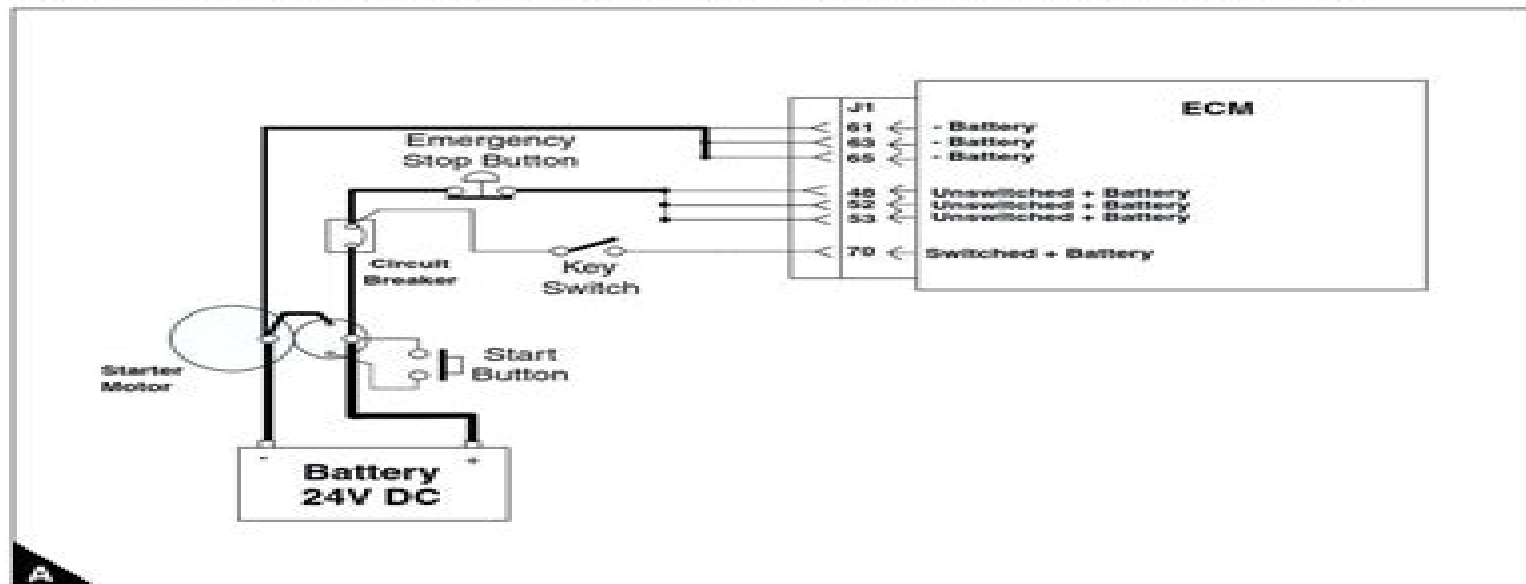 J1
ECM
61 - Battery
63 - Battery
65 - Battery
Emergency
Stop Button
48 Unswitched + Battery
52 Unswitched + Battery
53 Unswitched + Battery
70 Switched + Battery
Circuit
Breaker
Key
Switch
Starter
Motor
Start
Button
- +
Battery
24V DC
A